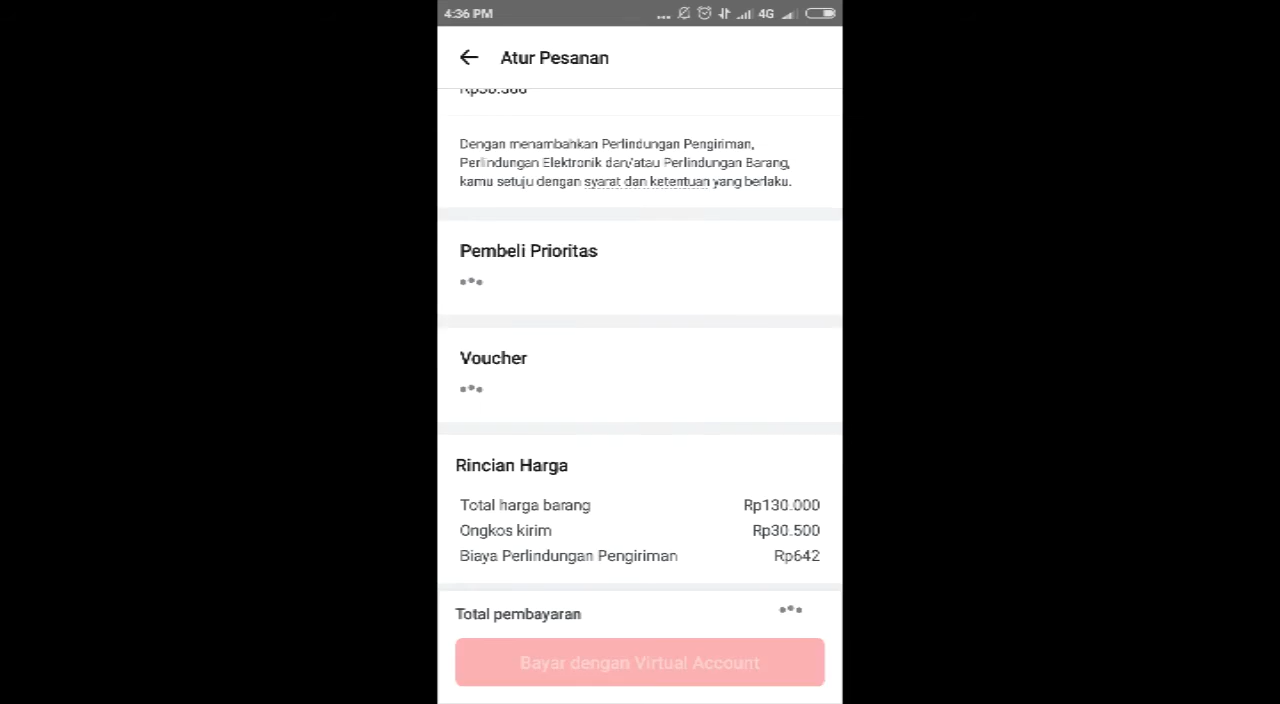 4:36 PM
4G
Atur Pesanan
Dengan menambahkan Perlindungan Pengiriman,
Perlindungan Elektronik dan/atau Perlindungan Barang,
kamu setuju dengan syarat dan ketentuan yang berlaku.
Pembeli Prioritas
Voucher
Rincian Harga
Total harga barang Rp130.000
Ongkos kirim Rp30.500
Biaya Perlindungan Pengiriman Rp642
Total pembayaran
Bayar dengan Virtual Account